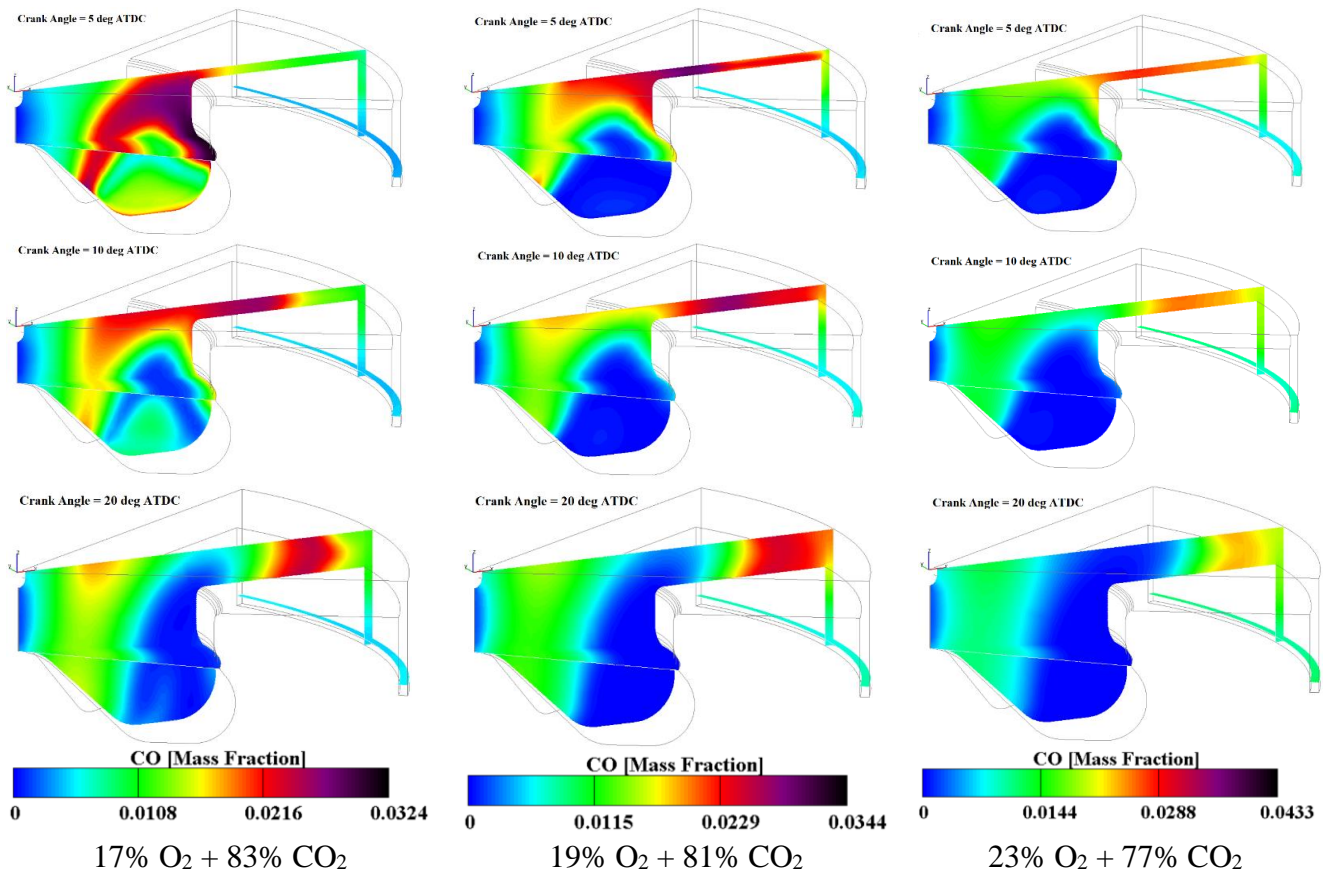 Crank Angle = 5 deg ATDC
Crank Angle = 5 deg ATDC
Crank Angle = 5 deg ATDC
Crank Angle = 10 deg ATDC
Crank Angle = 10 deg ATDC
Crank Angle = 10 deg ATDC
Crank Angle = 20 deg ATDC
Crank Angle = 20 deg ATDC
Crank Angle = 20 deg ATDC
CO [Mass Fraction]
0 0.0108 0.0216 0.0324
CO [Mass Fraction]
0 0.0115 0.0229 0.0344
CO [Mass Fraction]
0 0.0144 0.0288 0.0433
17% O₂ + 83% CO₂
19% O₂ + 81% CO₂
23% O₂ + 77% CO₂